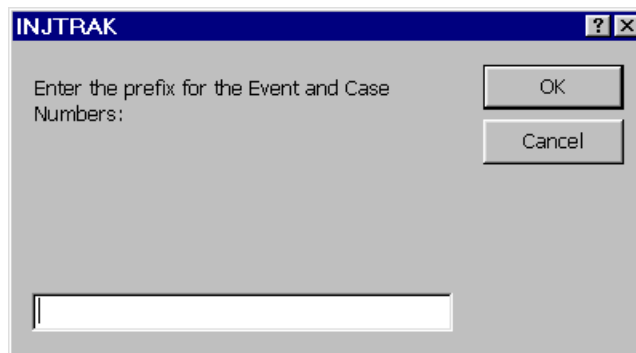 INJTRAK
Enter the prefix for the Event and Case
Numbers:
OK
Cancel